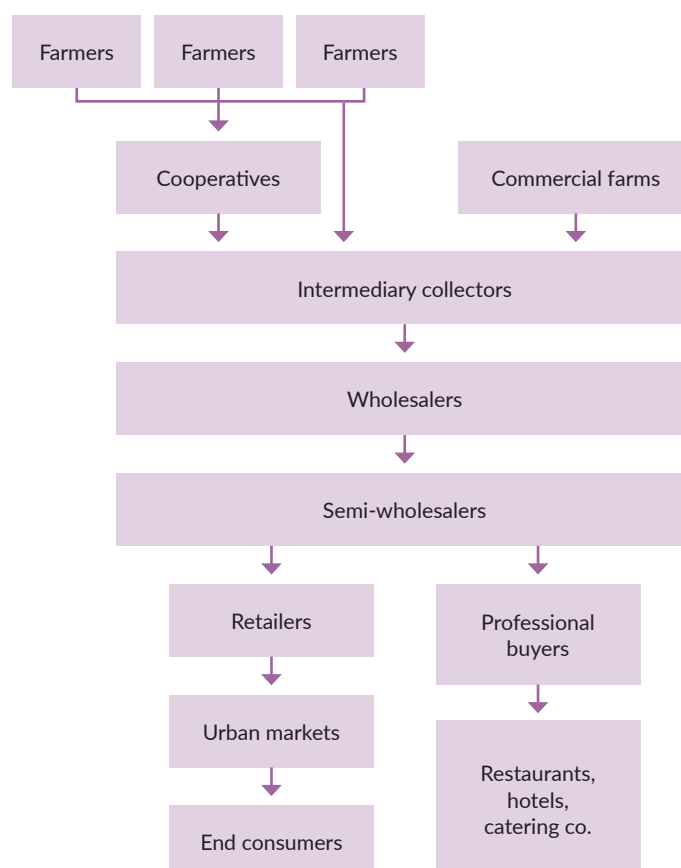 Farmers
Farmers
Farmers
Cooperatives
Commercial farms
Intermediary collectors
Wholesalers
Semi-wholesalers
Retailers
Professional
buyers
Urban markets
Restaurants,
hotels,
catering co.
End consumers